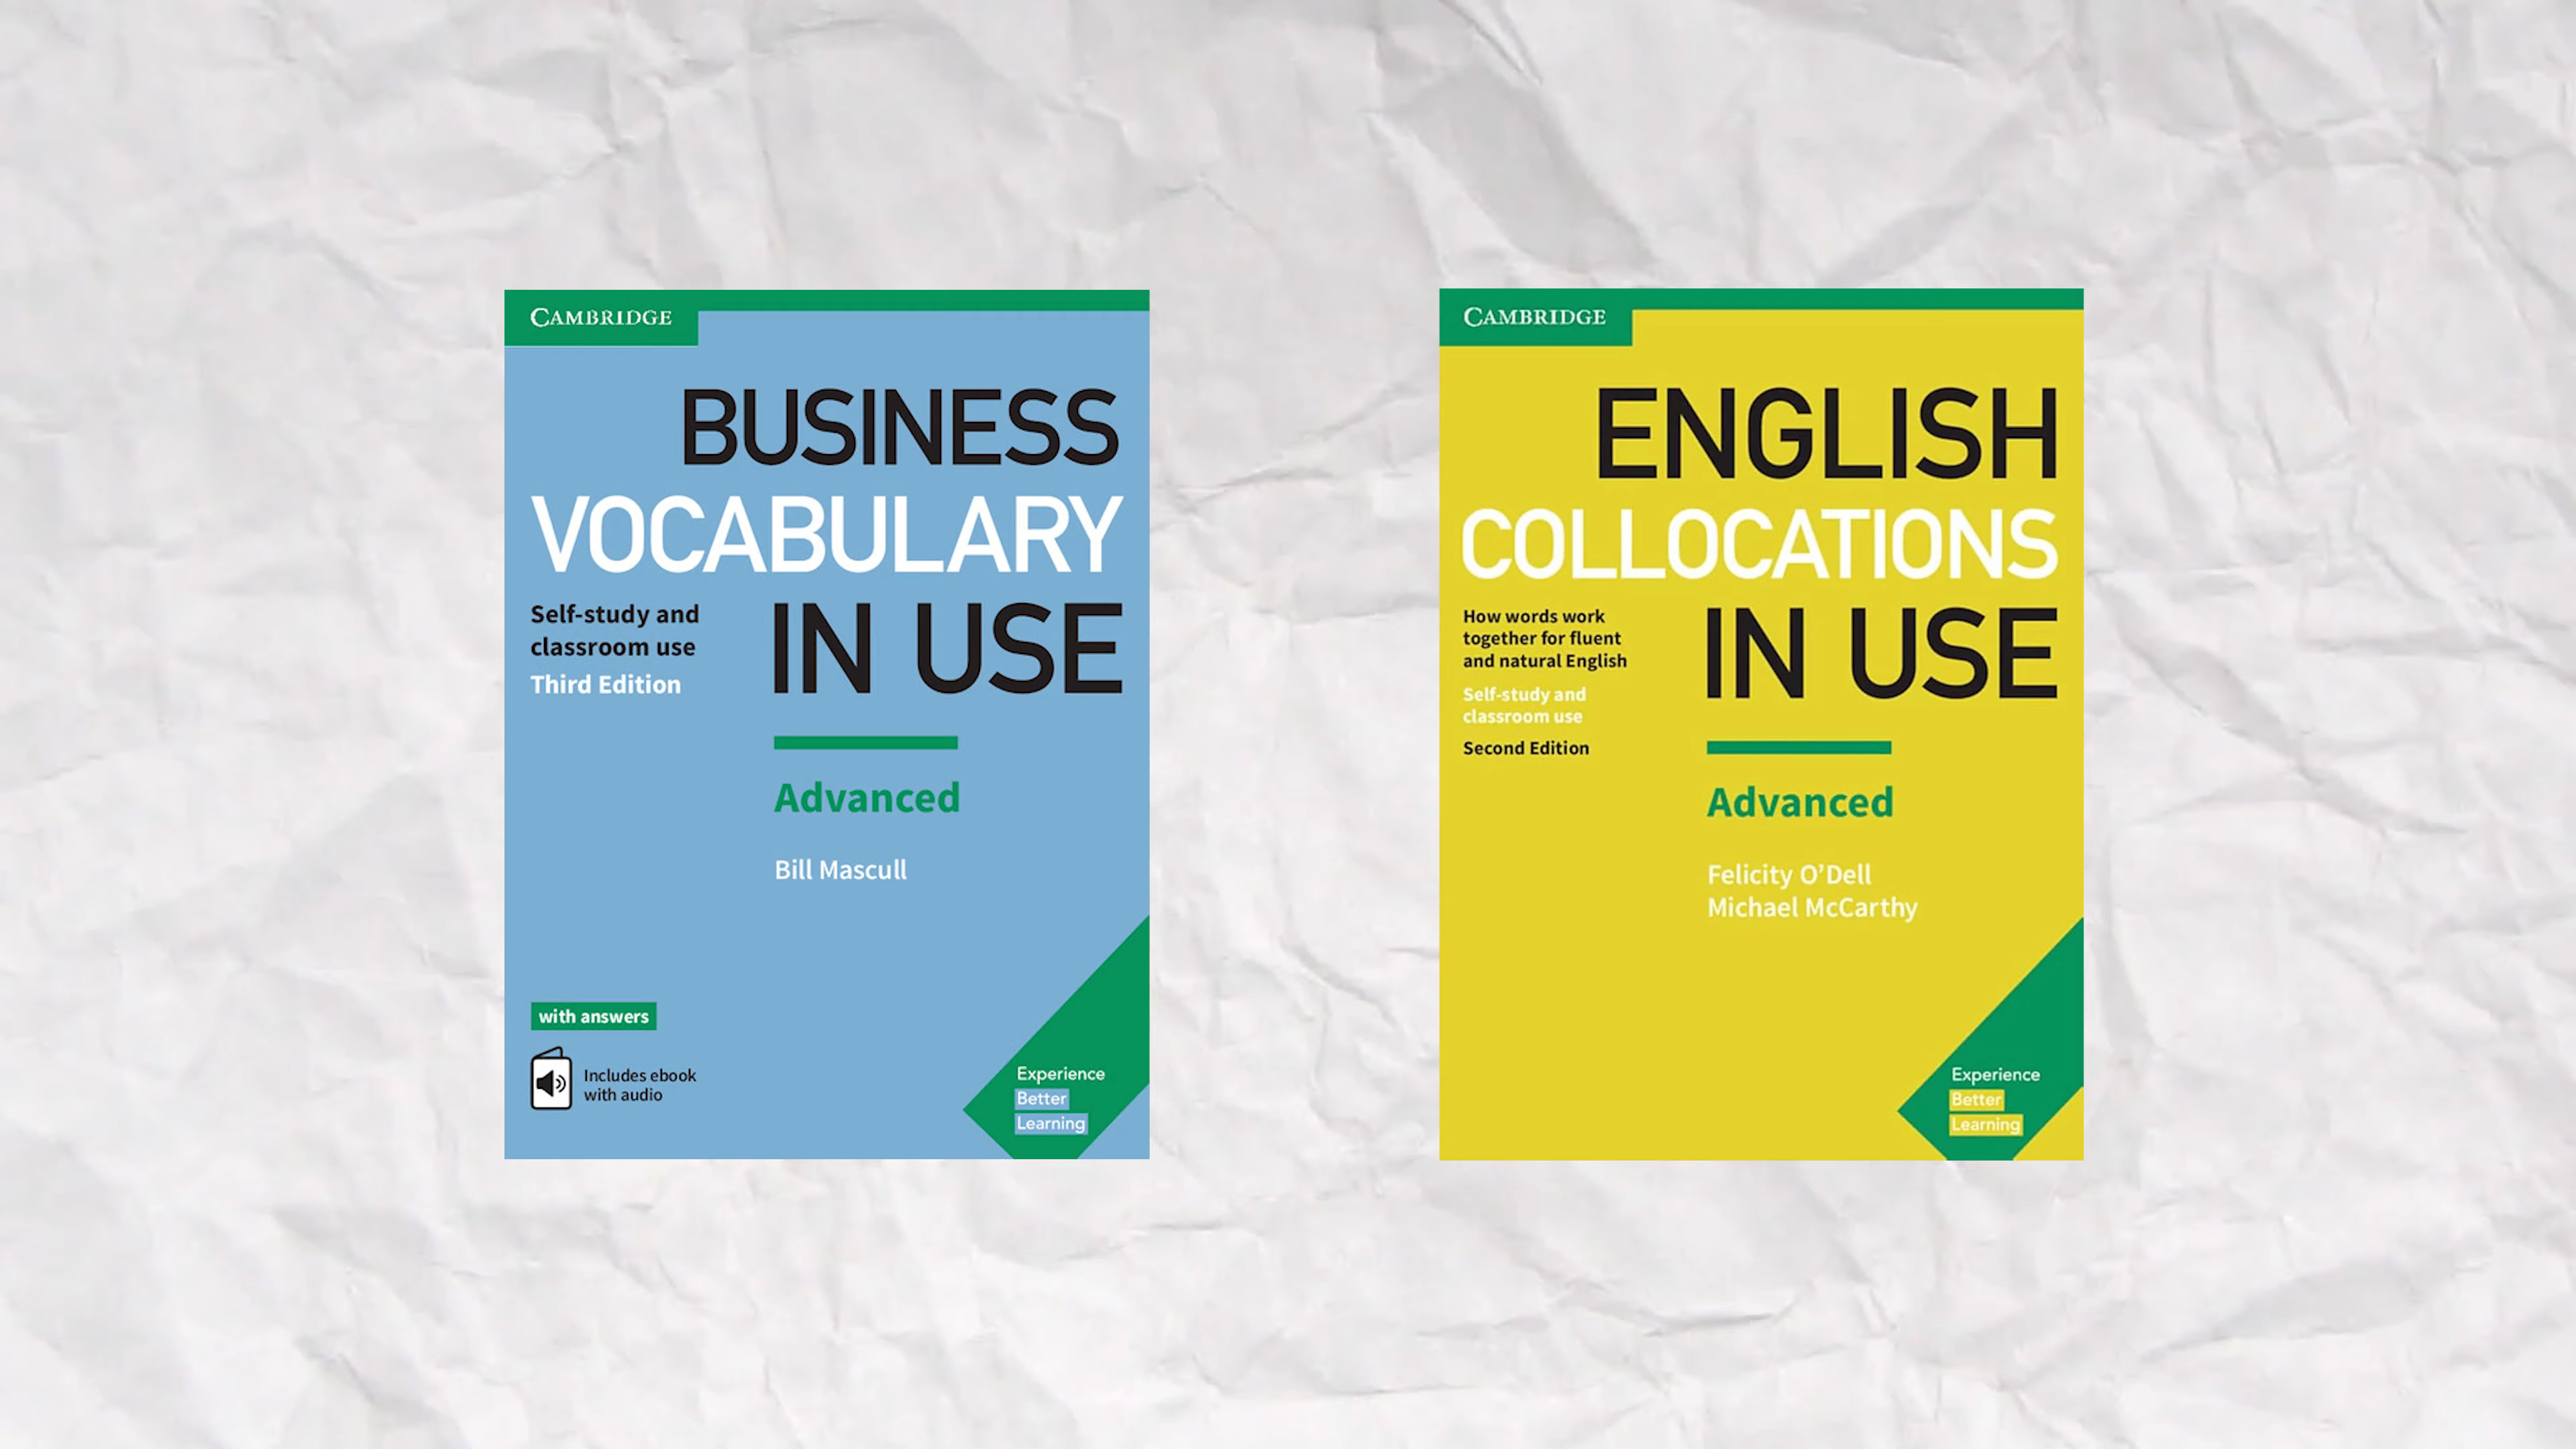 CAMBRIDGE
BUSINESS
VOCABULARY
IN USE
Self-study and
classroom use
Third Edition
Advanced
Bill Mascull
with answers
Includes ebook
with audio
Experience
Better
Learning
CAMBRIDGE
ENGLISH
COLLOCATIONS
IN USE
How words work
together for fluent
and natural English
Self-study and
classroom use
Second Edition
Advanced
Felicity O’Dell
Michael McCarthy
Experience
Better
Learning